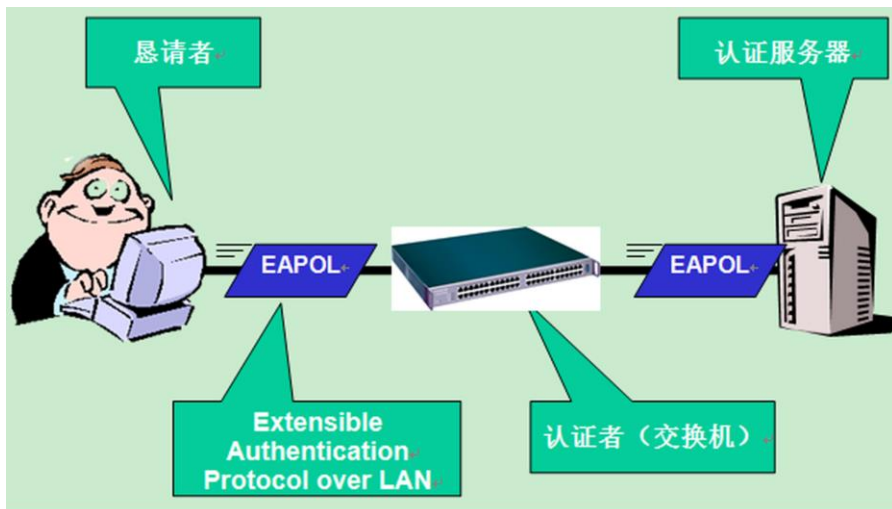 恳请者
认证服务器
EAPOL
EAPOL
Extensible
Authentication
Protocol over LAN
认证者（交换机）